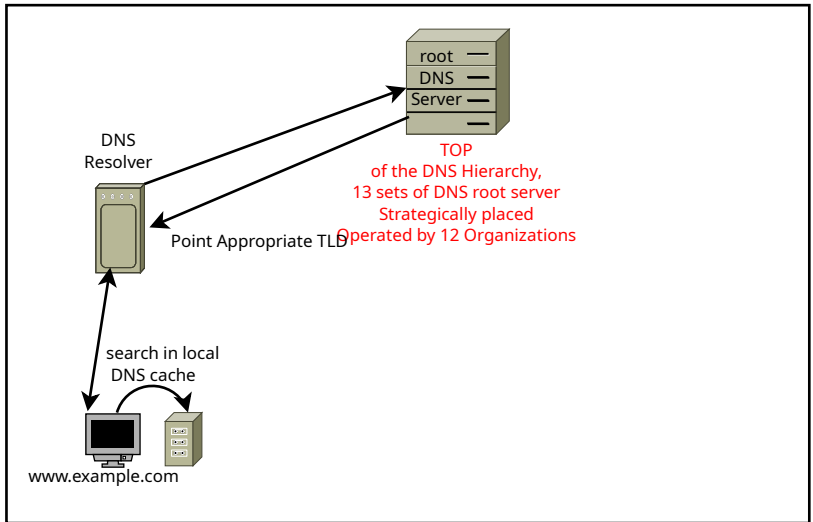 root
DNS
Server
TOP
of the DNS Hierarchy,
13 sets of DNS root server
Strategically placed
Operated by 12 Organizations
DNS
Resolver
Point Appropriate TLD
search in local
DNS cache
www.example.com